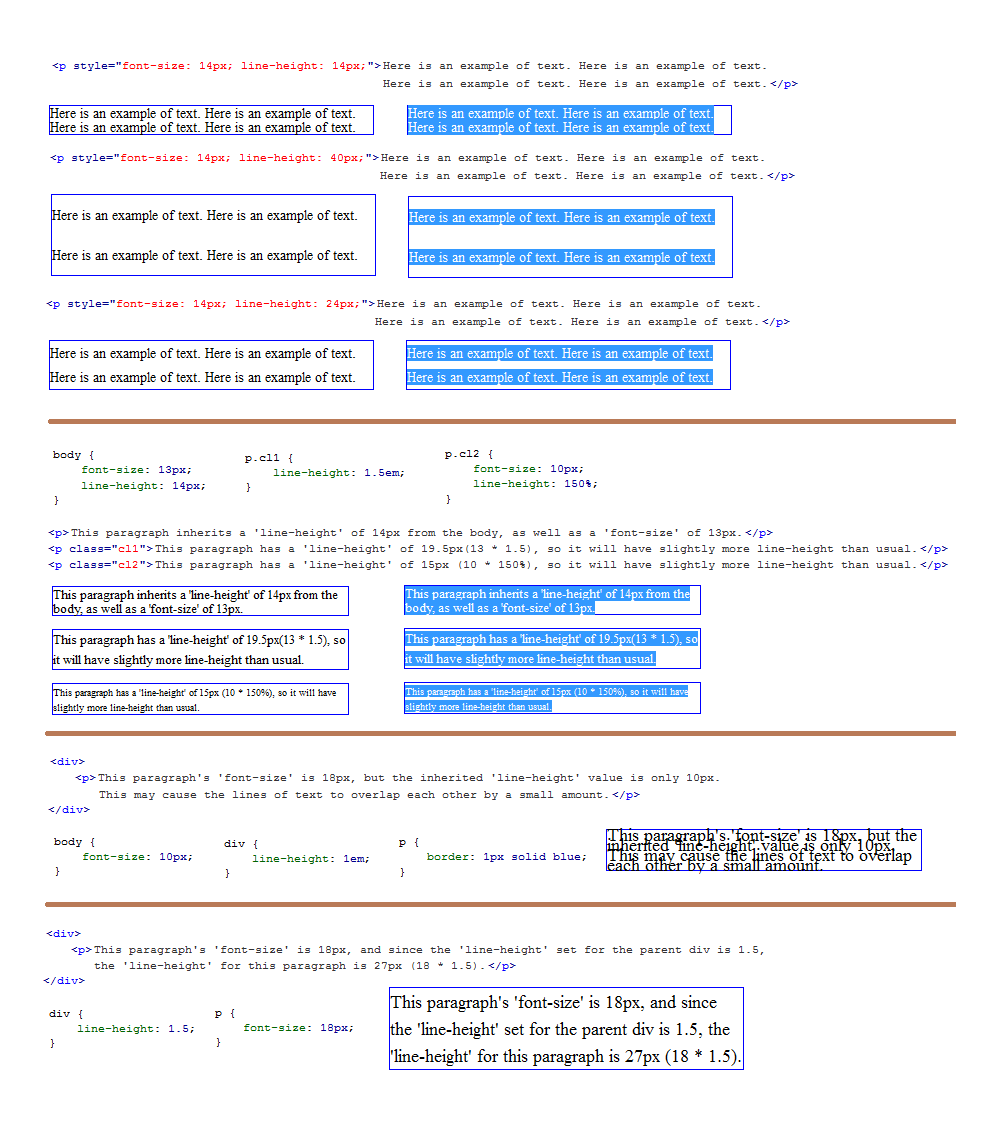 <p style="font-size: 14px; line-height: 14px;">Here is an example of text. Here is an example of text.
Here is an example of text. Here is an example of text.</p>
Here is an example of text. Here is an example of text.
Here is an example of text. Here is an example of text.
Here is an example of text. Here is an example of text.
Here is an example of text. Here is an example of text.
<p style="font-size: 14px; line-height: 40px;">Here is an example of text. Here is an example of text.
Here is an example of text. Here is an example of text.</p>
Here is an example of text. Here is an example of text.
Here is an example of text. Here is an example of text.
Here is an example of text. Here is an example of text.
Here is an example of text. Here is an example of text.
<p style="font-size: 14px; line-height: 24px;">Here is an example of text. Here is an example of text.
Here is an example of text. Here is an example of text.</p>
Here is an example of text. Here is an example of text.
Here is an example of text. Here is an example of text.
Here is an example of text. Here is an example of text.
Here is an example of text. Here is an example of text.
body {
font-size: 13px;
line-height: 14px;
}
p.cl1 {
line-height: 1.5em;
}
p.cl2 {
font-size: 10px;
line-height: 150%;
}
<p>This paragraph inherits a 'line-height' of 14px from the body, as well as a 'font-size' of 13px.</p>
<p class="cl1">This paragraph has a 'line-height' of 19.5px(13 * 1.5), so it will have slightly more line-height than usual.</p>
<p class="cl2">This paragraph has a 'line-height' of 15px (10 * 150%), so it will have slightly more line-height than usual.</p>
This paragraph inherits a 'line-height' of 14px from the
body, as well as a 'font-size' of 13px.
This paragraph inherits a 'line-height' of 14px from the
body, as well as a 'font-size' of 13px.
This paragraph has a 'line-height' of 19.5px(13 * 1.5), so
it will have slightly more line-height than usual.
This paragraph has a 'line-height' of 19.5px(13 * 1.5), so
it will have slightly more line-height than usual.
This paragraph has a 'line-height' of 15px (10 * 150%), so it will have
slightly more line-height than usual.
This paragraph has a 'line-height' of 15px (10 * 150%), so it will have
slightly more line-height than usual.
<div>
<p>This paragraph's 'font-size' is 18px, but the inherited 'line-height' value is only 10px.
This may cause the lines of text to overlap each other by a small amount.</p>
</div>
body {
font-size: 10px;
}
div {
line-height: 1em;
}
p {
border: 1px solid blue;
}
This paragraph's 'font-size' is 18px, but the
inherited 'line-height' value is only 10px.
This may cause the lines of text to overlap
each other by a small amount.
<div>
<p>This paragraph's 'font-size' is 18px, and since the 'line-height' set for the parent div is 1.5,
the 'line-height' for this paragraph is 27px (18 * 1.5).</p>
</div>
div {
line-height: 1.5;
}
p {
font-size: 18px;
}
This paragraph's 'font-size' is 18px, and since
the 'line-height' set for the parent div is 1.5, the
'line-height' for this paragraph is 27px (18 * 1.5).